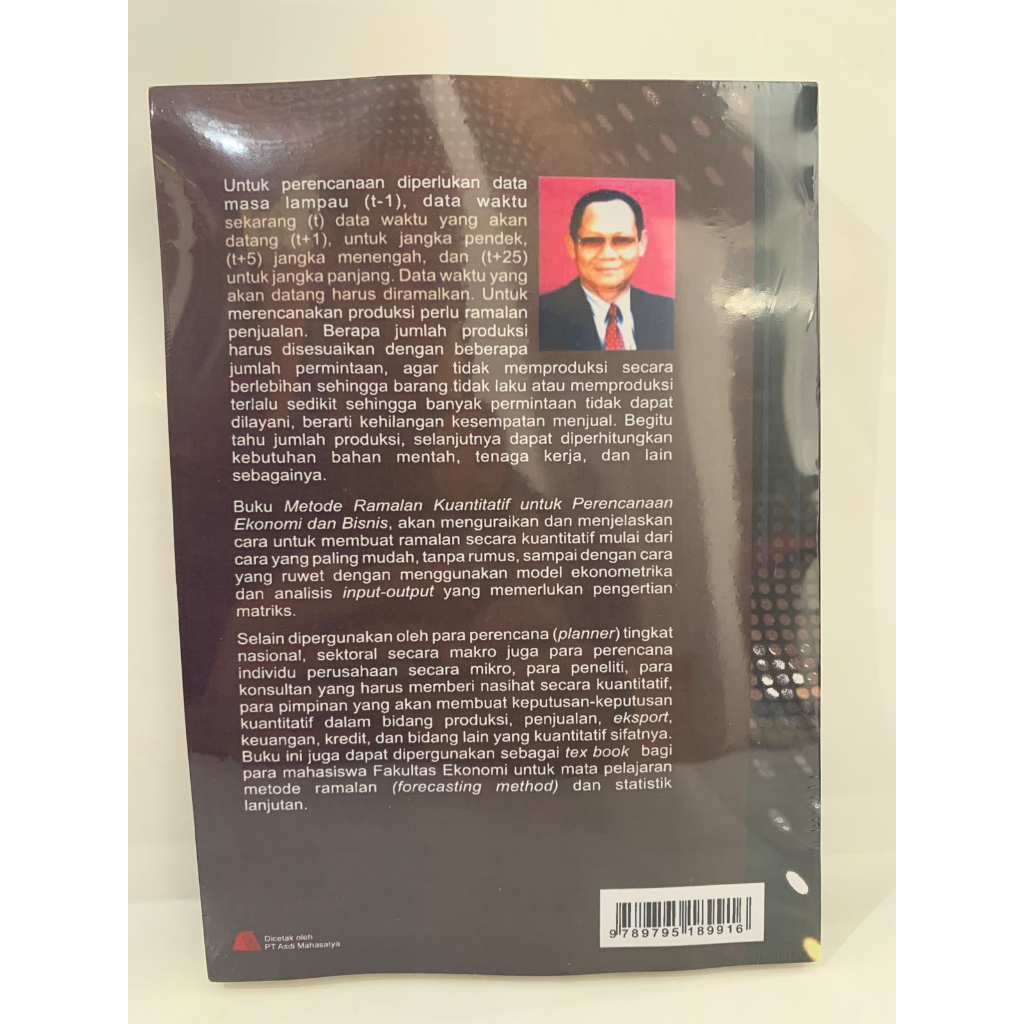 Untuk perencanaan diperlukan data
masa lampau (t-1), data waktu
sekarang (t) data waktu yang akan
datang (t+1), untuk jangka pendek,
(t+5) jangka menengah, dan (t+25)
untuk jangka panjang. Data waktu yang
akan datang harus diramalkan. Untuk
merencanakan produksi perlu ramalan
penjualan. Berapa jumlah produksi
harus disesuaikan dengan beberapa
jumlah permintaan, agar tidak memproduksi secara
berlebihan sehingga barang tidak laku atau memproduksi
terlalu sedikit sehingga banyak permintaan tidak dapat
dilayani, berarti kehilangan kesempatan menjual. Begitu
tahu jumlah produksi, selanjutnya dapat diperhitungkan
kebutuhan bahan mentah, tenaga kerja, dan lain
sebagainya.
Buku Metode Ramalan Kuantitatif untuk Perencanaan
Ekonomi dan Bisnis, akan menguraikan dan menjelaskan
cara untuk membuat ramalan secara kuantitatif mulai dari
cara yang paling mudah, tanpa rumus, sampai dengan cara
yang ruwet dengan menggunakan model ekonometrika
dan analisis input-output yang memerlukan pengertian
matriks.
Selain dipergunakan oleh para perencana (planner) tingkat
nasional, sektoral secara makro juga para perencana
individu perusahaan secara mikro, para peneliti, para
konsultan yang harus memberi nasihat secara kuantitatif,
para pimpinan yang akan membuat keputusan-keputusan
kuantitatif dalam bidang produksi, penjualan, eksport,
keuangan, kredit, dan bidang lain yang kuantitatif sifatnya.
Buku ini juga dapat dipergunakan sebagai tex book bagi
para mahasiswa Fakultas Ekonomi untuk mata pelajaran
metode ramalan (forecasting method) dan statistik
lanjutan.
Dicetak oleh
PT Asdi Mahasatya
9789795189916